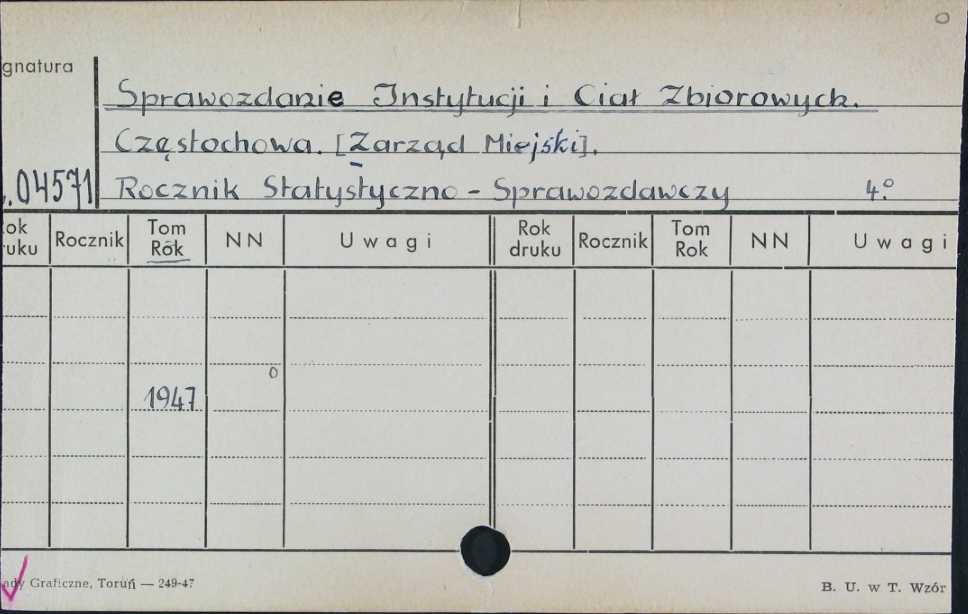 o
gnatura
Sprawozdanie Instytucji i Ciał Zbiorowych.
Częstochowa. [Zarząd Miejski].
.04571 Rocznik Statystyczno - Sprawozdawczy 4°.
ok uku Rocznik Tom Rok NN Uwagi Rok druku Rocznik Tom Rok NN Uwagi
o
1947
ady Graficzne, Toruń — 249-47 B. U. w T. Wzór